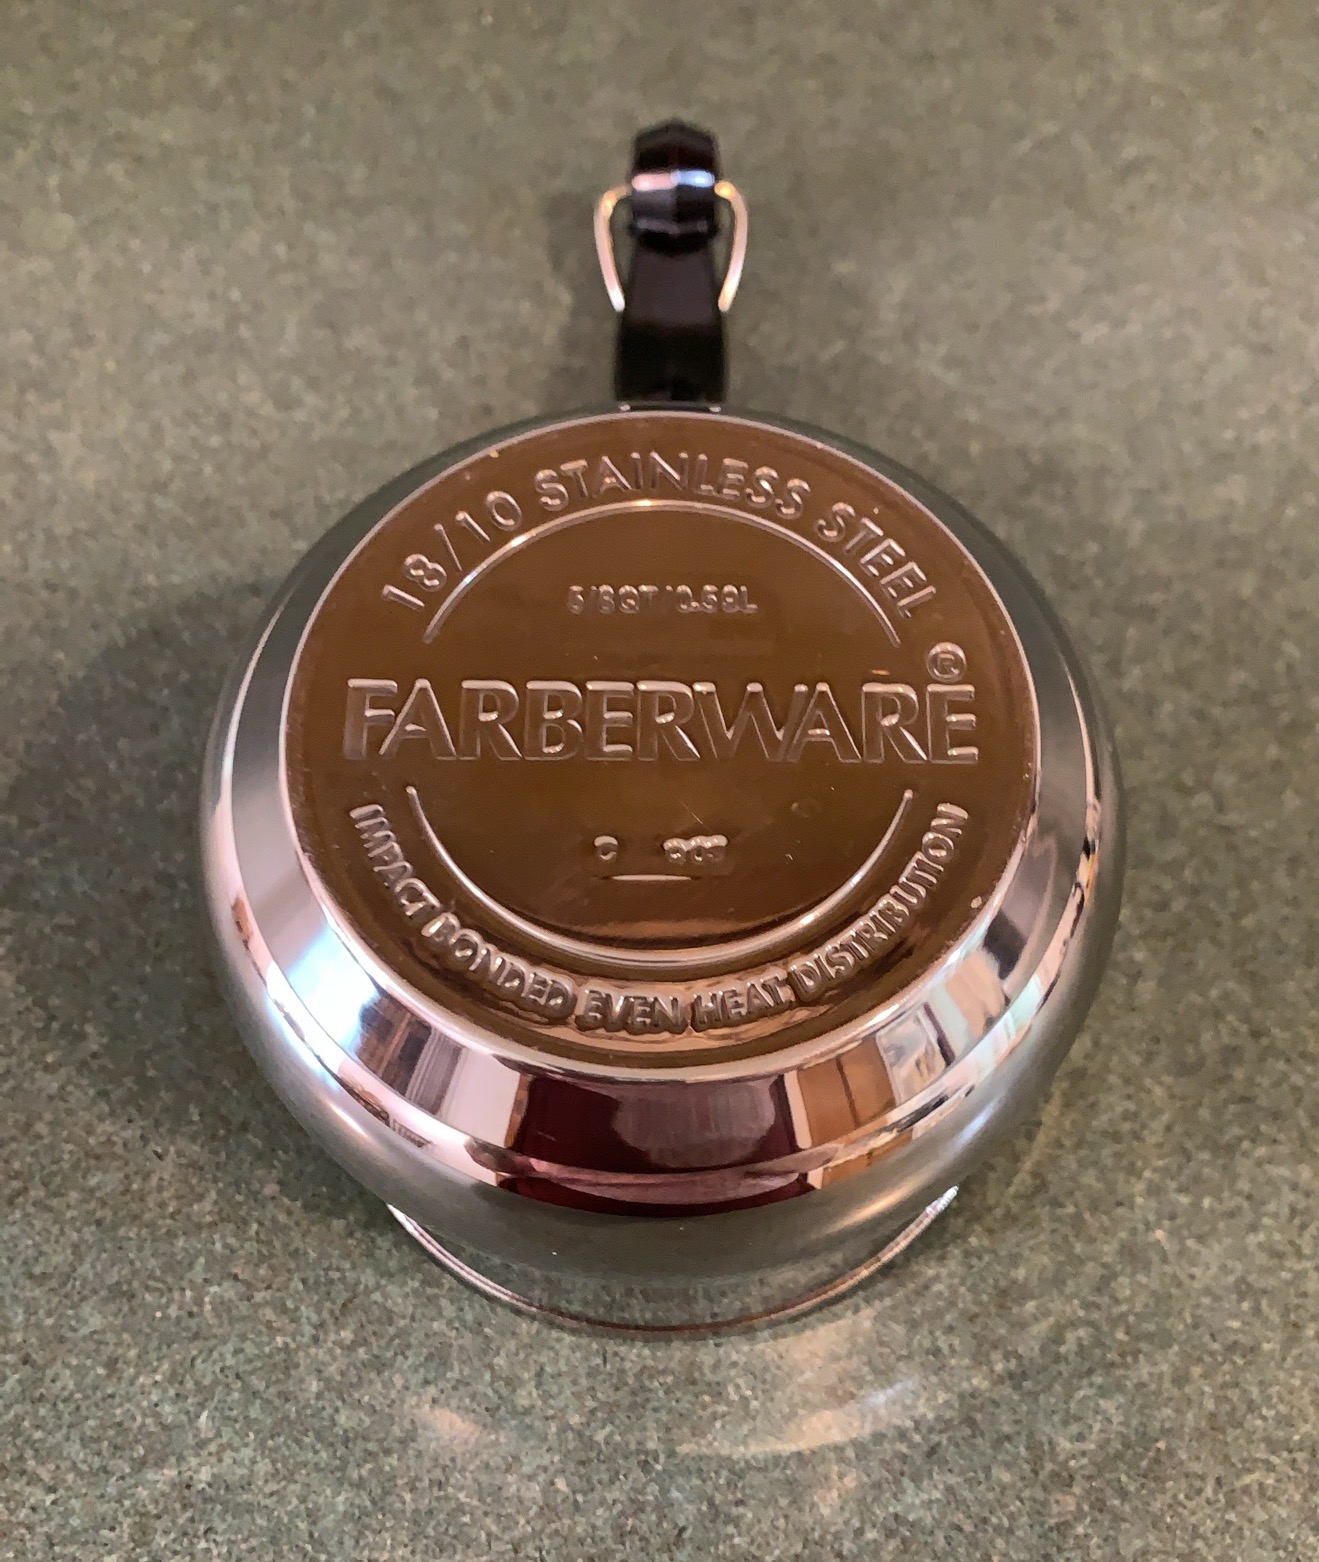 18/10 STAINLESS STEEL
5/8QT/0.59L
FARBERWARE®
IMPACT BONDED EVEN HEAT DISTRIBUTION